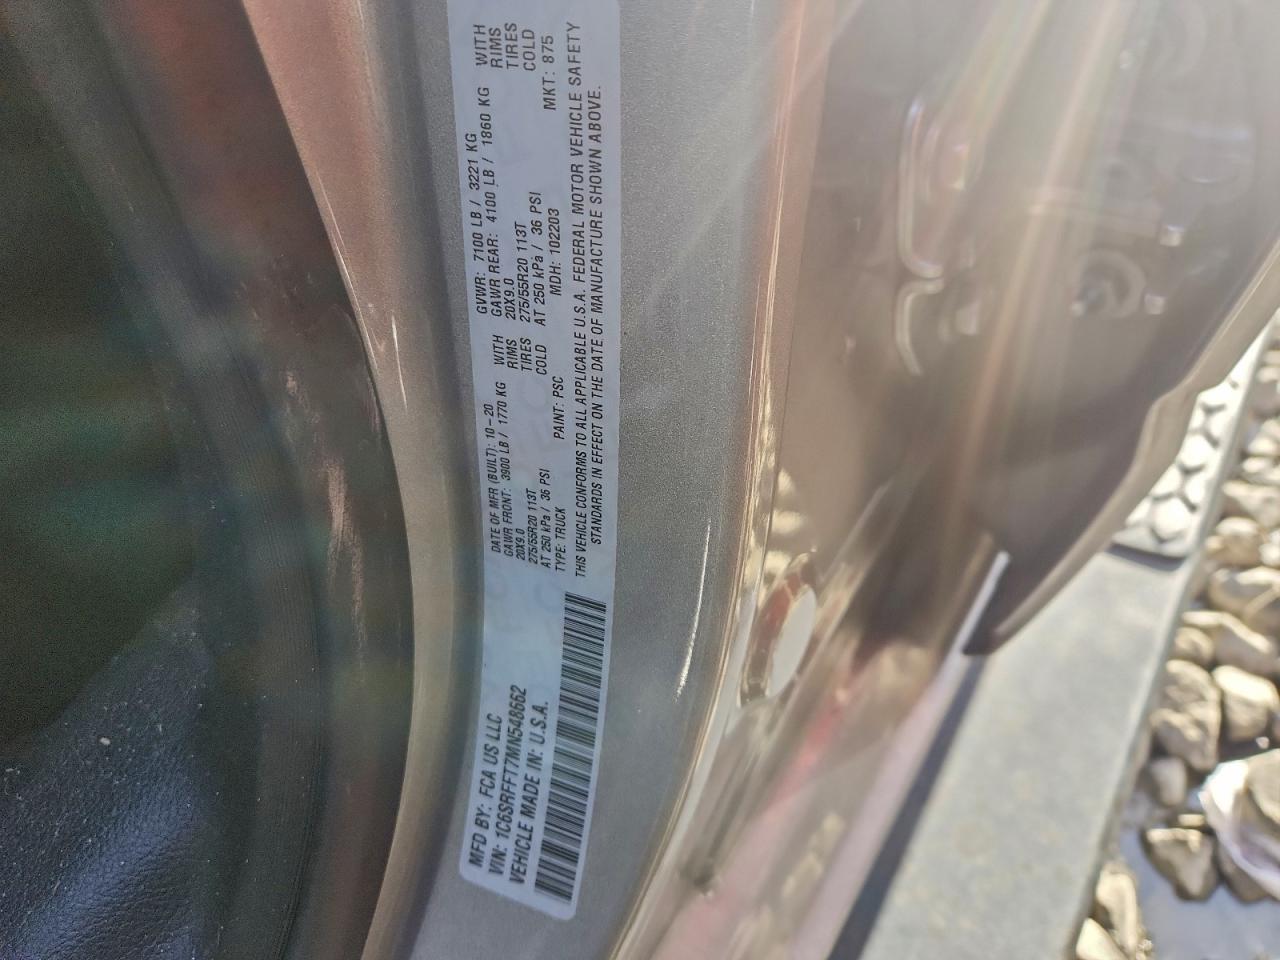 MFD BY: FCA US LLC
VIN: 1C6SRFFT7MN548662
VEHICLE MADE IN: U.S.A.
DATE OF MFR (BUILT): 10-20
GAWR FRONT: 3900 LB / 1770 KG WITH
20X9.0 RIMS
275/55R20 113T TIRES
AT 250 kPa / 36 PSI COLD
TYPE: TRUCK PAINT: PSC
GVWR: 7100 LB / 3221 KG
GAWR REAR: 4100 LB / 1860 KG WITH
20X9.0 RIMS
275/55R20 113T TIRES
AT 250 kPa / 36 PSI COLD
MDH: 102203 MKT: 875
THIS VEHICLE CONFORMS TO ALL APPLICABLE U.S.A. FEDERAL MOTOR VEHICLE SAFETY
STANDARDS IN EFFECT ON THE DATE OF MANUFACTURE SHOWN ABOVE.